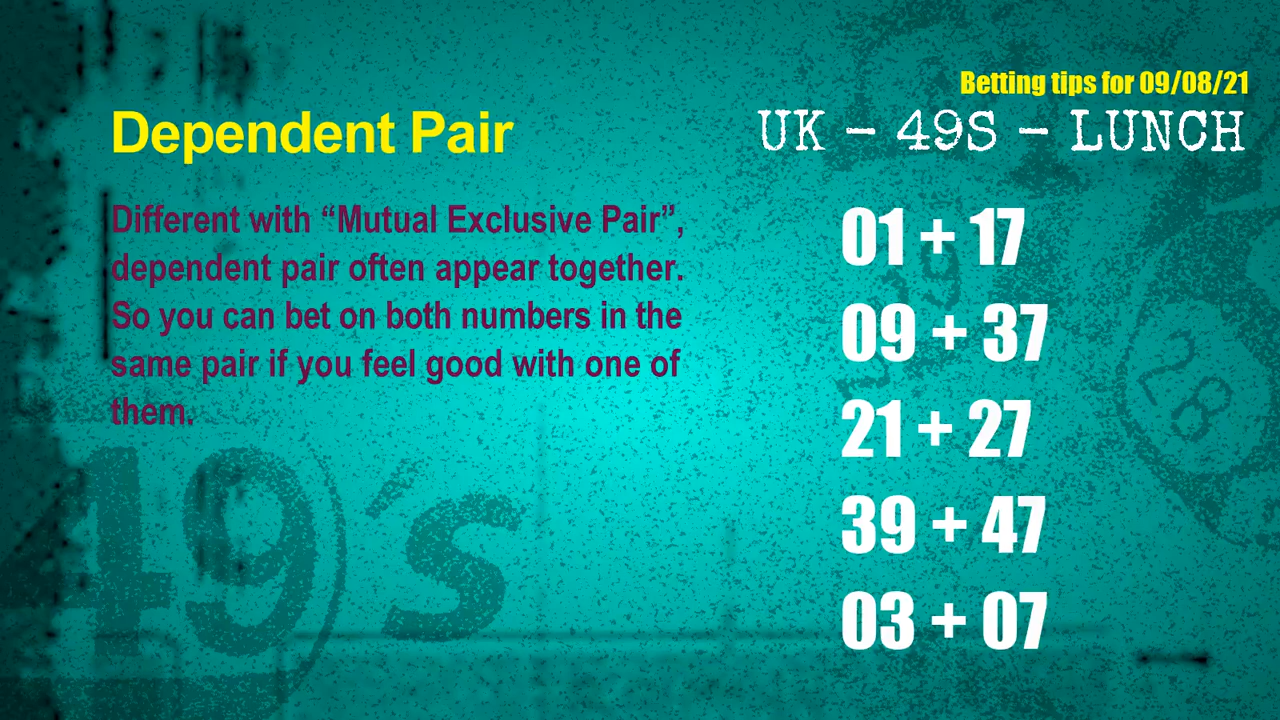 Betting tips for 09/08/21
UK - 49S - LUNCH
Dependent Pair
Different with “Mutual Exclusive Pair”,
dependent pair often appear together.
So you can bet on both numbers in the
same pair if you feel good with one of
them.
01 + 17
09 + 37
21 + 27
39 + 47
03 + 07
49's
39
28